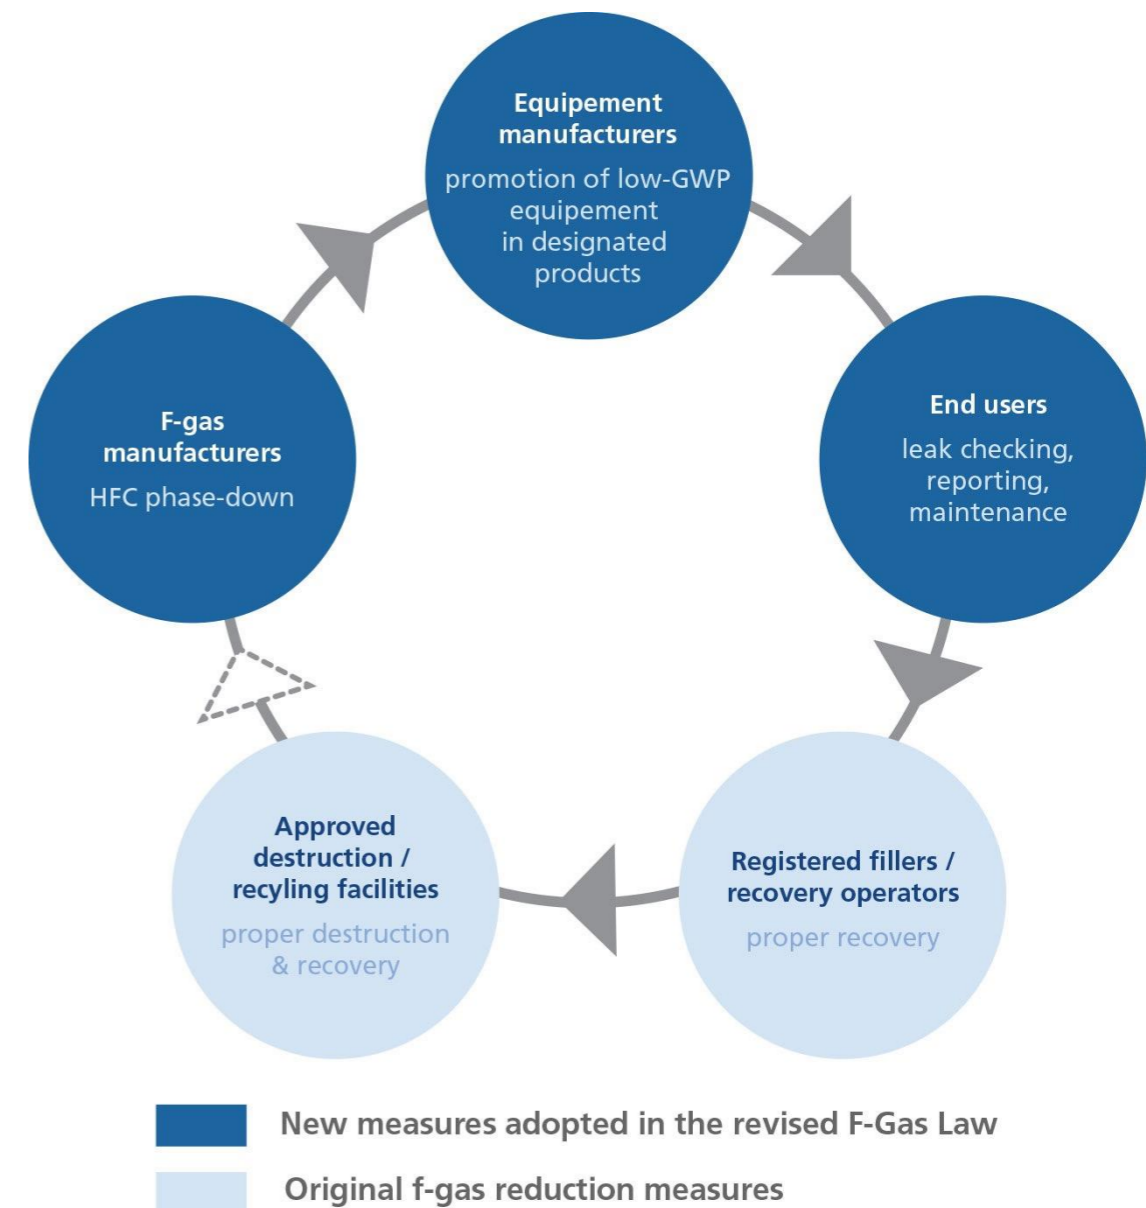 Equipement
manufacturers
promotion of low-GWP
equipement
in designated
products
F-gas
manufacturers
HFC phase-down
End users
leak checking,
reporting,
maintenance
Approved
destruction /
recyling facilities
proper destruction
& recovery
Registered fillers /
recovery operators
proper recovery
New measures adopted in the revised F-Gas Law
Original f-gas reduction measures